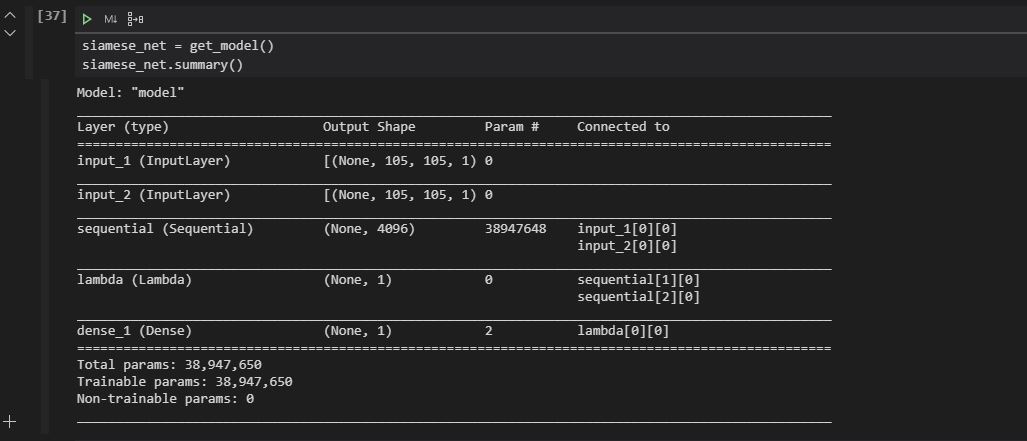 [37]
M↓
siamese_net = get_model()
siamese_net.summary()
Model: "model"
Layer (type) Output Shape Param # Connected to
input_1 (InputLayer) [(None, 105, 105, 1) 0
input_2 (InputLayer) [(None, 105, 105, 1) 0
sequential (Sequential) (None, 4096) 38947648 input_1[0][0]
input_2[0][0]
lambda (Lambda) (None, 1) 0 sequential[1][0]
sequential[2][0]
dense_1 (Dense) (None, 1) 2 lambda[0][0]
Total params: 38,947,650
Trainable params: 38,947,650
Non-trainable params: 0